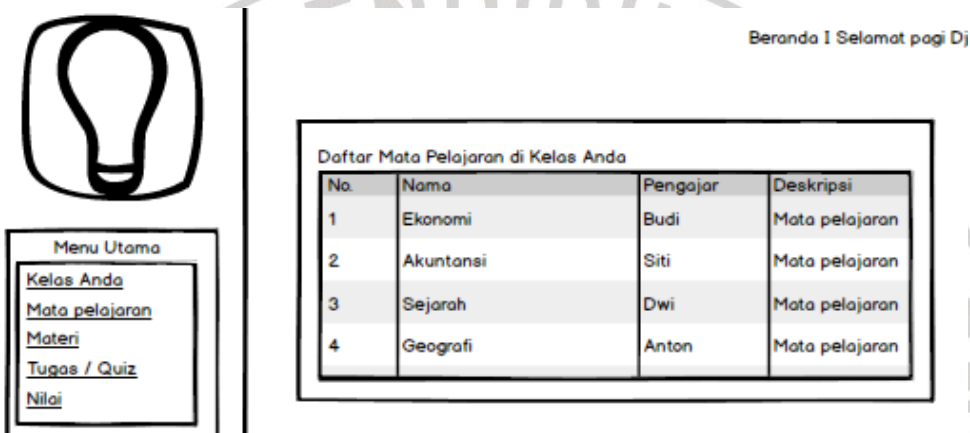 Beranda I Selamat pagi Dj
Daftar Mata Pelajaran di Kelas Anda
No. Nama Pengajar Deskripsi
1 Ekonomi Budi Mata pelajaran
2 Akuntansi Siti Mata pelajaran
3 Sejarah Dwi Mata pelajaran
4 Geografi Anton Mata pelajaran
Menu Utama
Kelas Anda
Mata pelajaran
Materi
Tugas / Quiz
Nilai